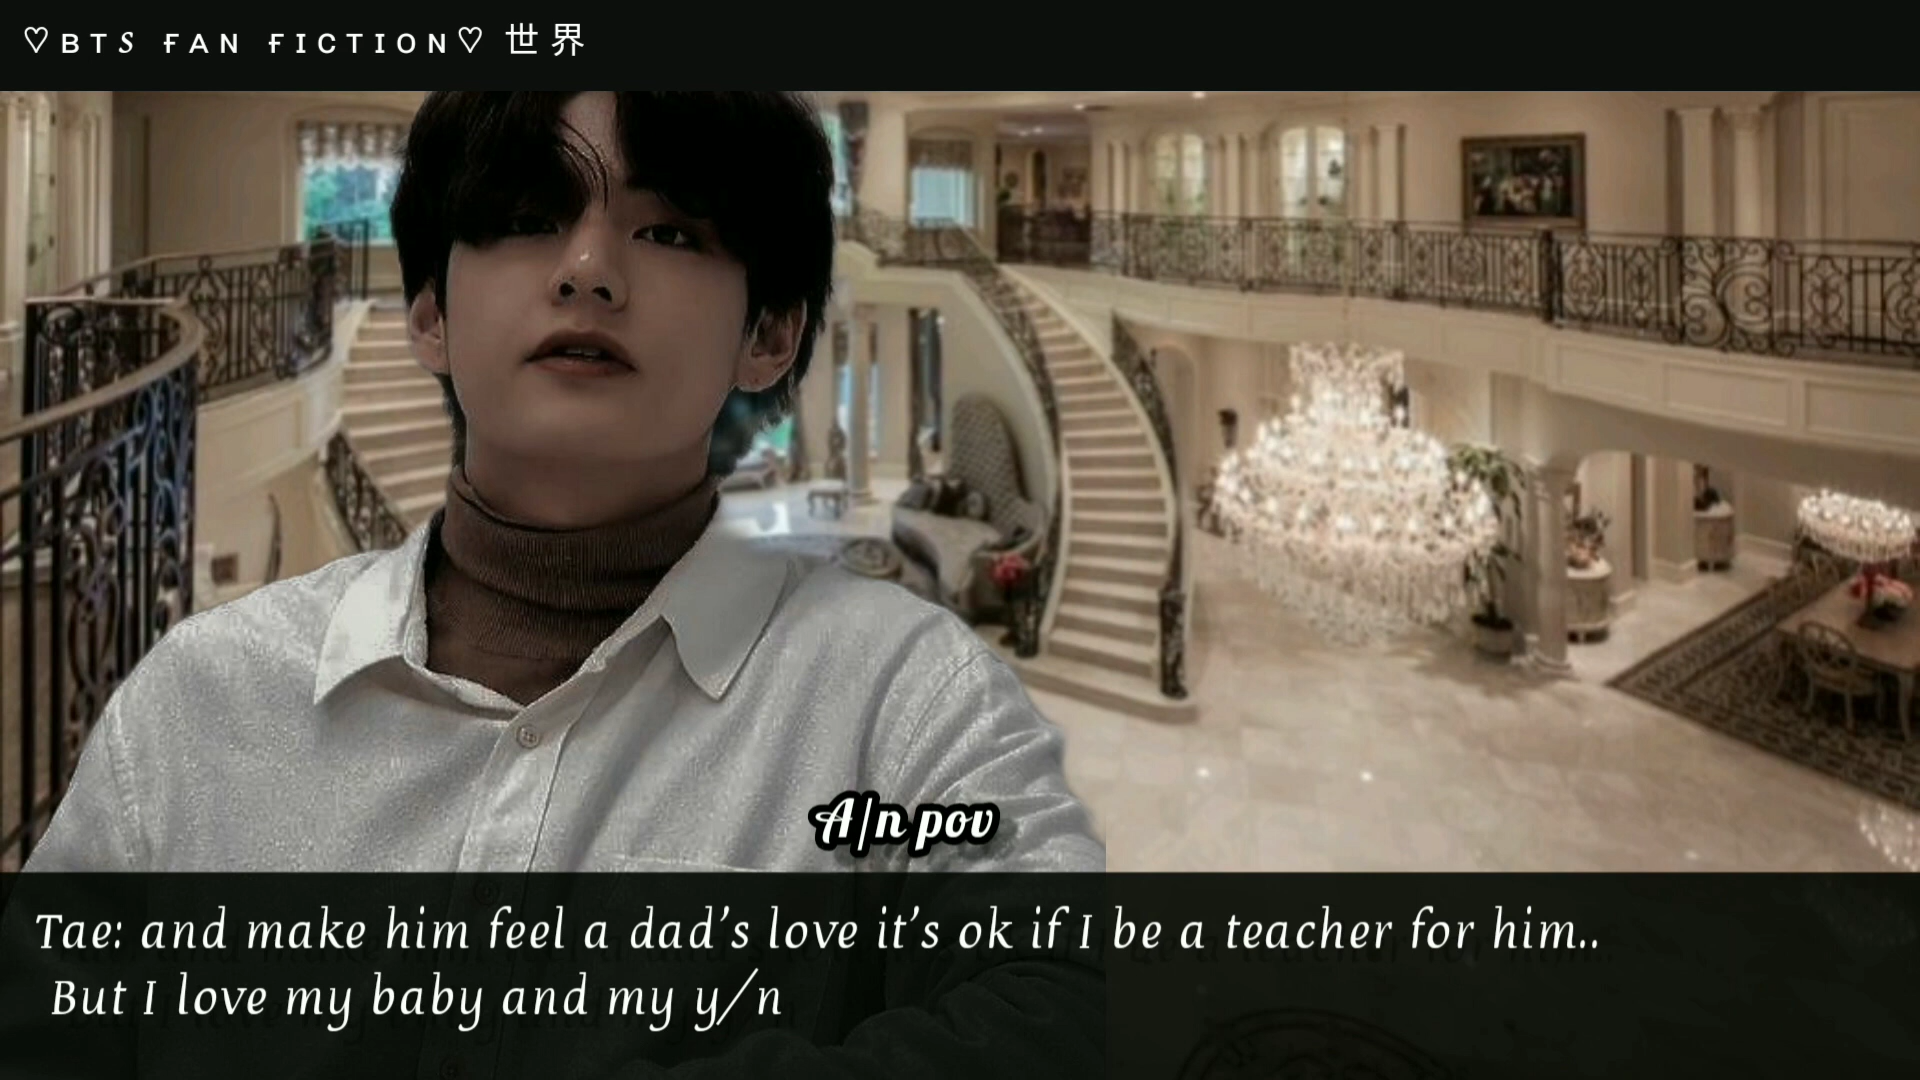 ♡BTS FAN FICTION♡ 世界
A/n pov
Tae: and make him feel a dad's love it's ok if I be a teacher for him..
But I love my baby and my y/n